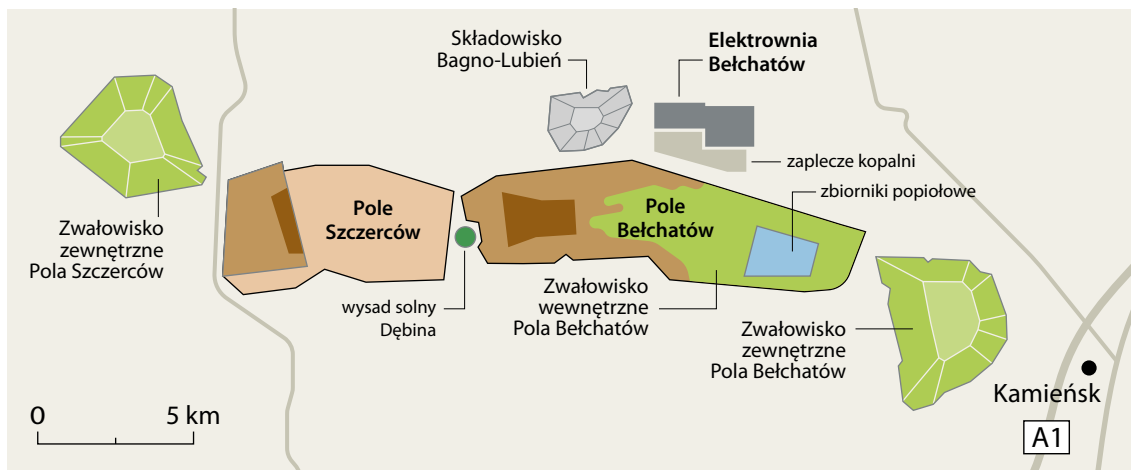 Składowisko
Bagno-Lubień
Elektrownia
Bełchatów
zaplecze kopalni
zbiorniki popiołowe
Pole
Szczerców
Pole
Bełchatów
Zwałowisko
zewnętrzne
Pola Szczerców
wysad solny
Dębina
Zwałowisko
wewnętrzne
Pola Bełchatów
Zwałowisko
zewnętrzne
Pola Bełchatów
Kamieńsk
A1
0 5 km